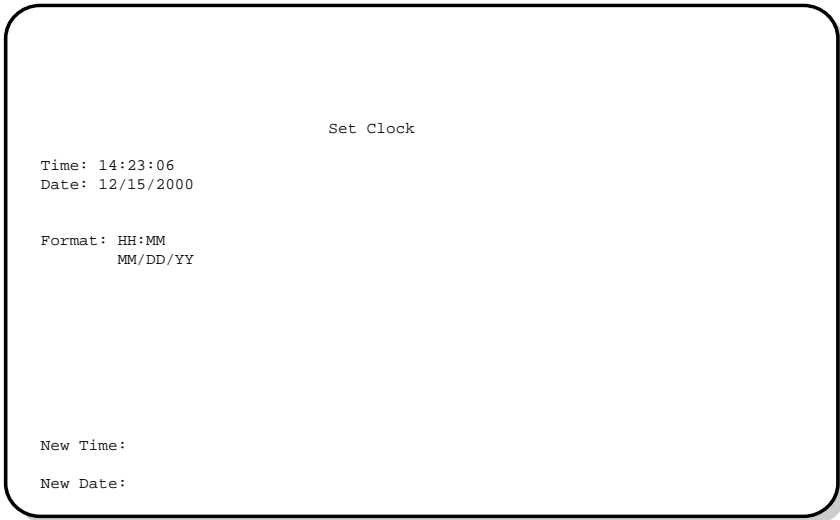 Set Clock
Time: 14:23:06
Date: 12/15/2000
Format: HH:MM
MM/DD/YY
New Time:
New Date: